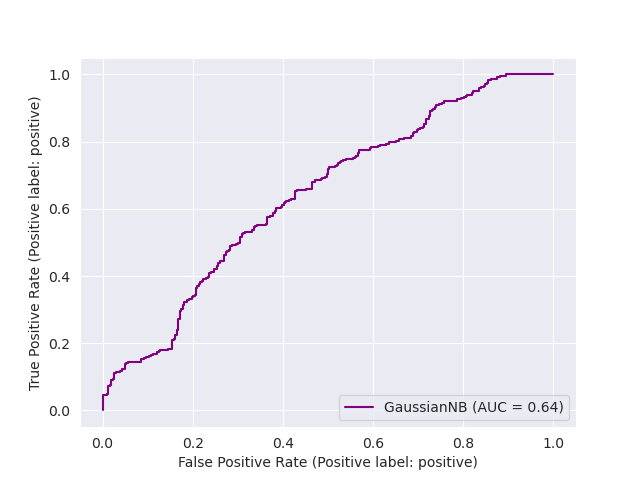 1.0
0.8
0.6
0.4
0.2
0.0
True Positive Rate (Positive label: positive)
GaussianNB (AUC = 0.64)
0.0 0.2 0.4 0.6 0.8 1.0
False Positive Rate (Positive label: positive)